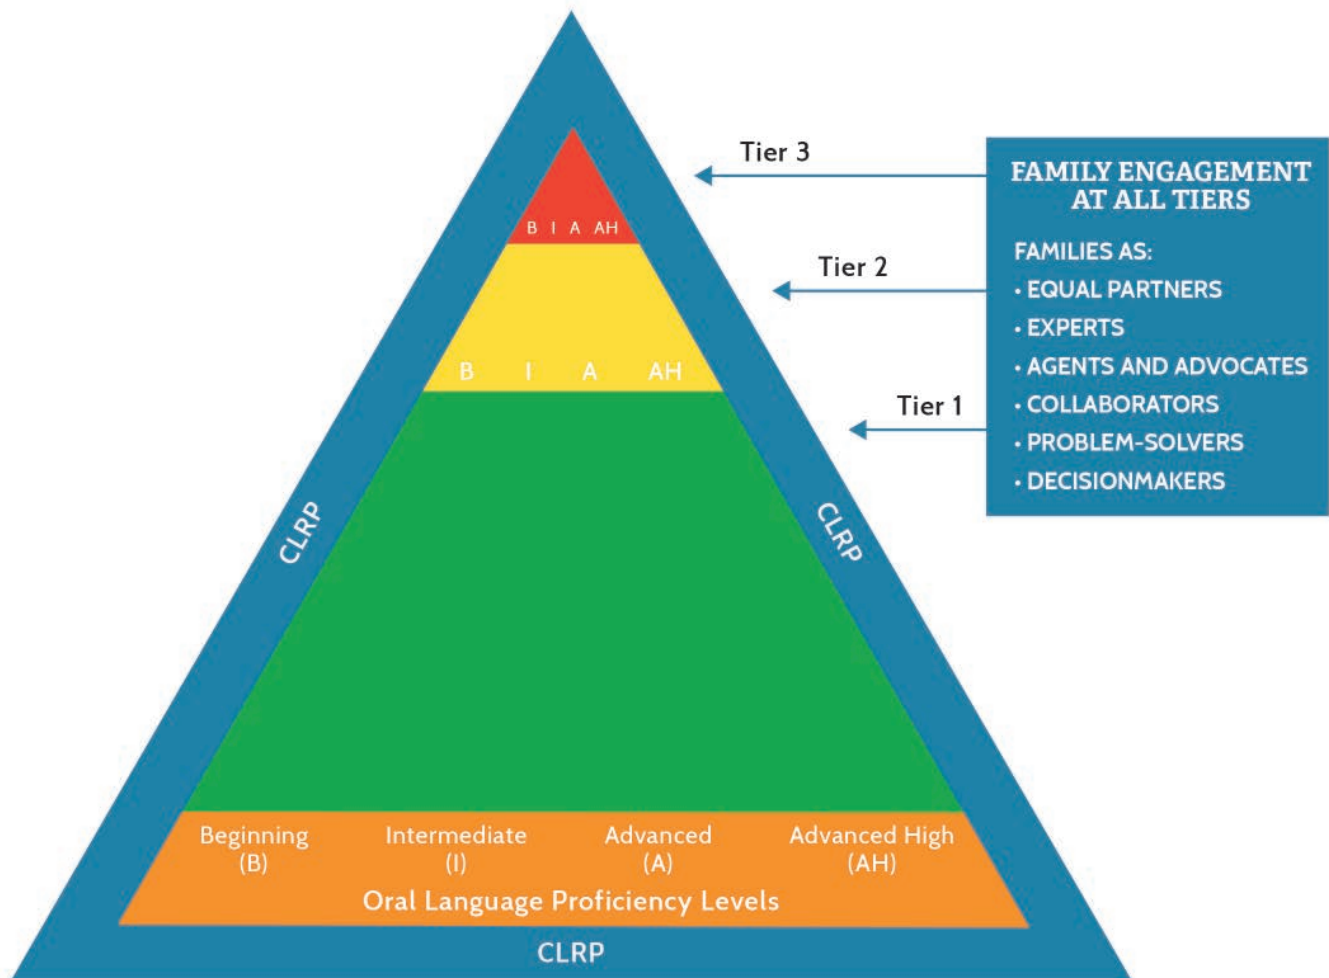 Tier 3
B I A AH
Tier 2
B I A AH
Tier 1
FAMILY ENGAGEMENT
AT ALL TIERS
FAMILIES AS:
• EQUAL PARTNERS
• EXPERTS
• AGENTS AND ADVOCATES
• COLLABORATORS
• PROBLEM-SOLVERS
• DECISIONMAKERS
CLRP
CLRP
Beginning
(B)
Intermediate
(I)
Advanced
(A)
Advanced High
(AH)
Oral Language Proficiency Levels
CLRP